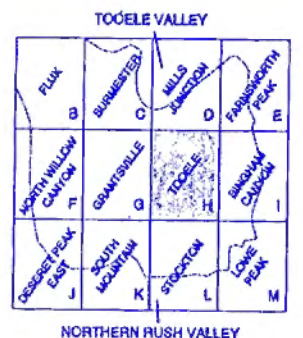 TOOELE VALLEY
FLUX
B
BURMESTER
C
MILLS
JUNCTION
D
FARNSWORTH
PEAK
E
NORTH WILLOW
CANYON
F
GRANTSVILLE
G
TOOELE
H
BINGHAM
CANYON
I
DESERET PEAK
EAST
J
SOUTH
MOUNTAIN
K
STOCKTON
L
LOWE
PEAK
M
NORTHERN RUSH VALLEY